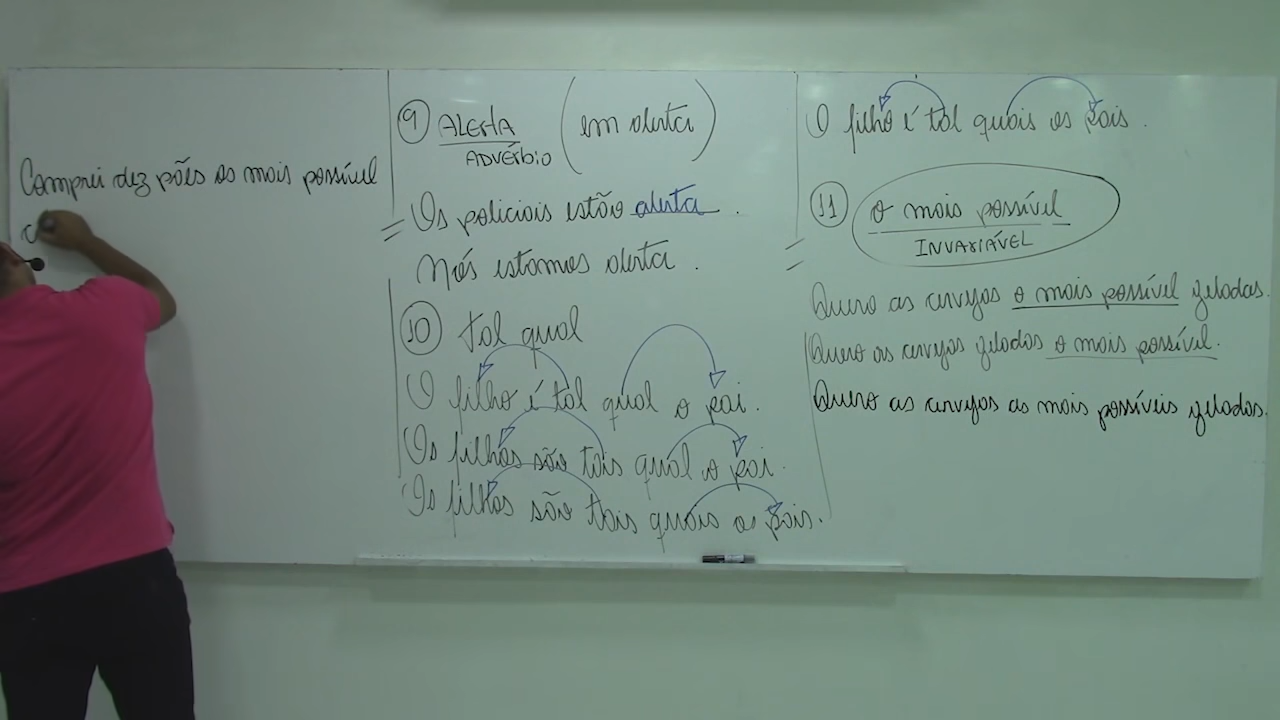 Comprei dez pães os mais possível
c
9 ALERTA (em alerta)
ADVÉRBIO
Os policiais estão alerta.
Nós estamos alerta.
10 tal qual
O filho é tal qual o pai.
Os filhos são tais qual o pai.
Os filhos são tais quais os pais.
O filho é tal quais os pais.
11 o mais possível
INVARIÁVEL
Quero as cervejas o mais possível geladas.
Quero as cervejas geladas o mais possível.
Quero as cervejas as mais possíveis geladas.